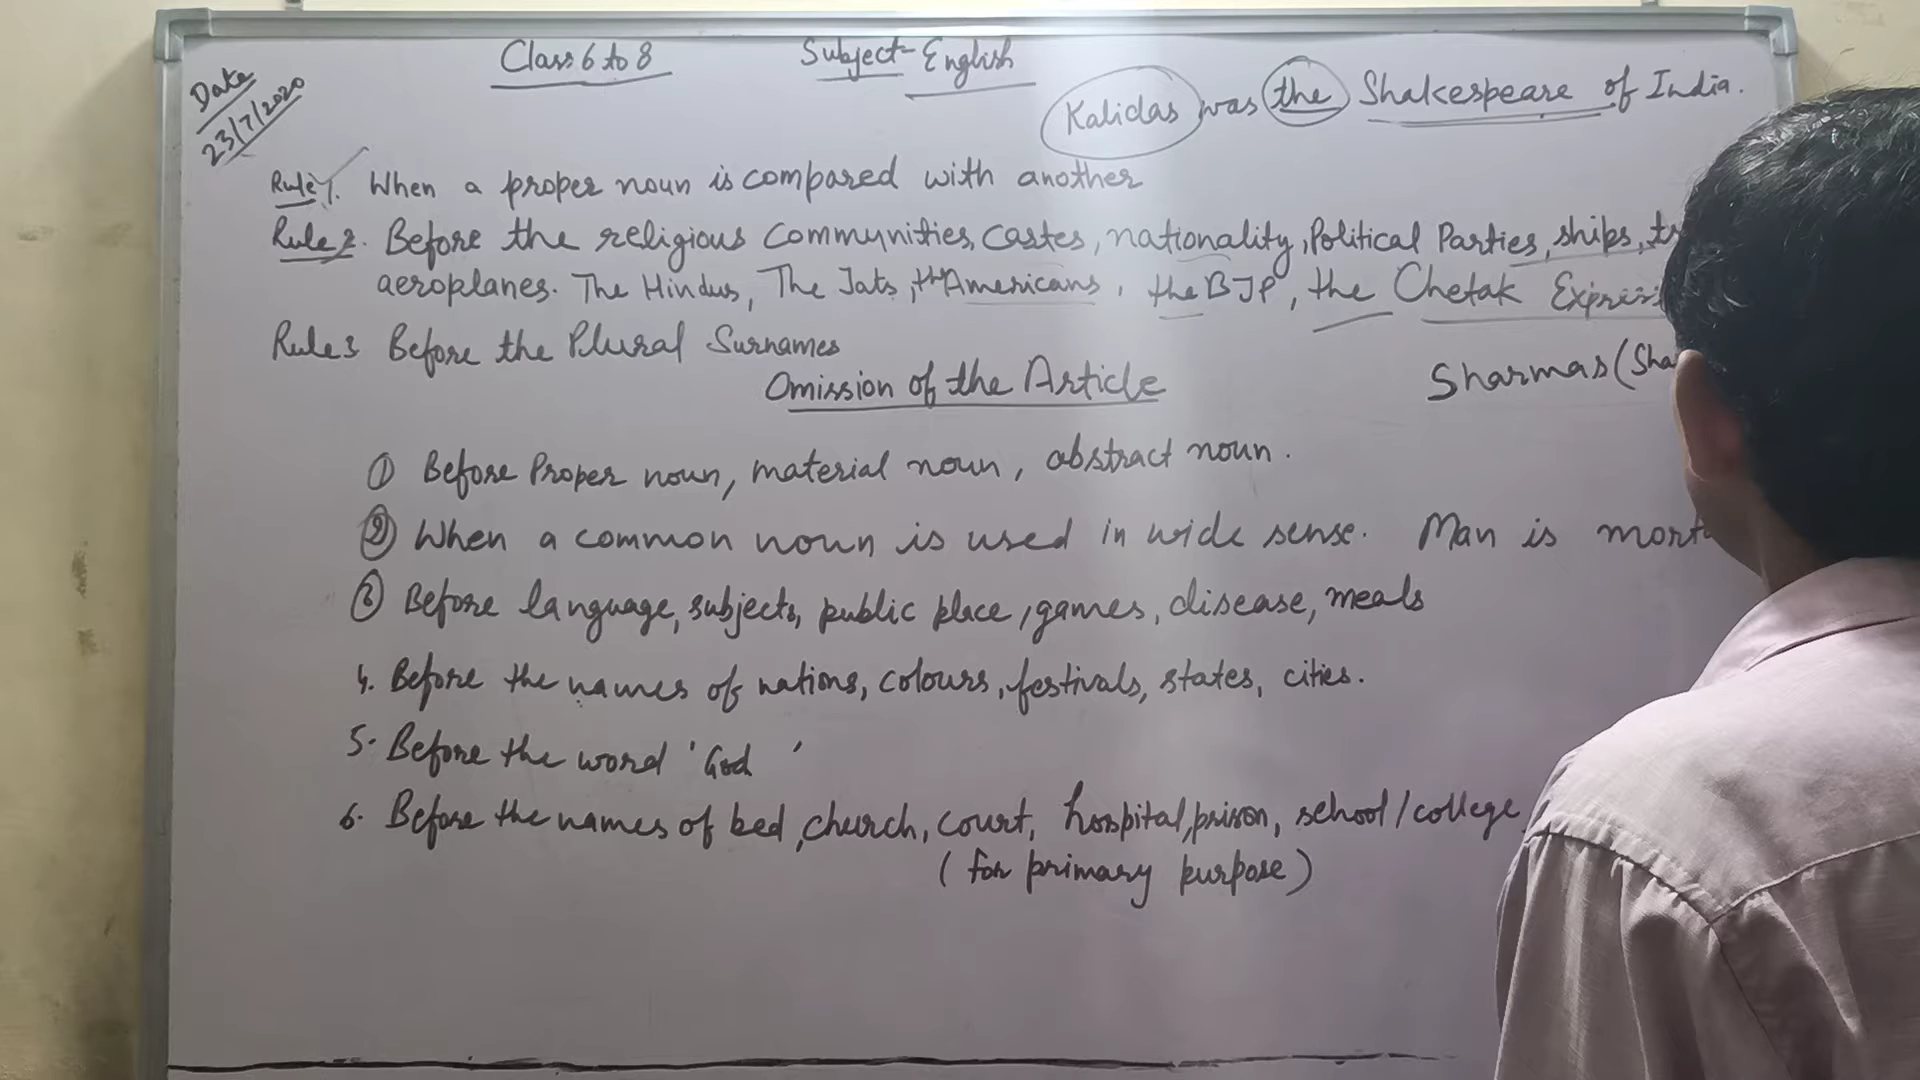 Date
23/7/2020
Class 6 to 8
Subject- English
Kalidas was the Shakespeare of India.
Rule 1. When a proper noun is compared with another
Rule 2. Before the religious Communities, Castes, nationality, Political Parties, ships,
aeroplanes. The Hindus, The Jats, the Americans, the BJP, the Chetak
Rule 3 Before the Plural Surnames
Sharmas (
Omission of the Article
① Before Proper noun, material noun, abstract noun.
② When a common noun is used in wide sense. Man is
③ Before language, subjects, public place, games, disease, meals
4. Before the names of nations, colours, festivals, states, cities.
5. Before the word 'God'
6. Before the names of bed, church, court, hospital, prison, school/college
(for primary purpose)